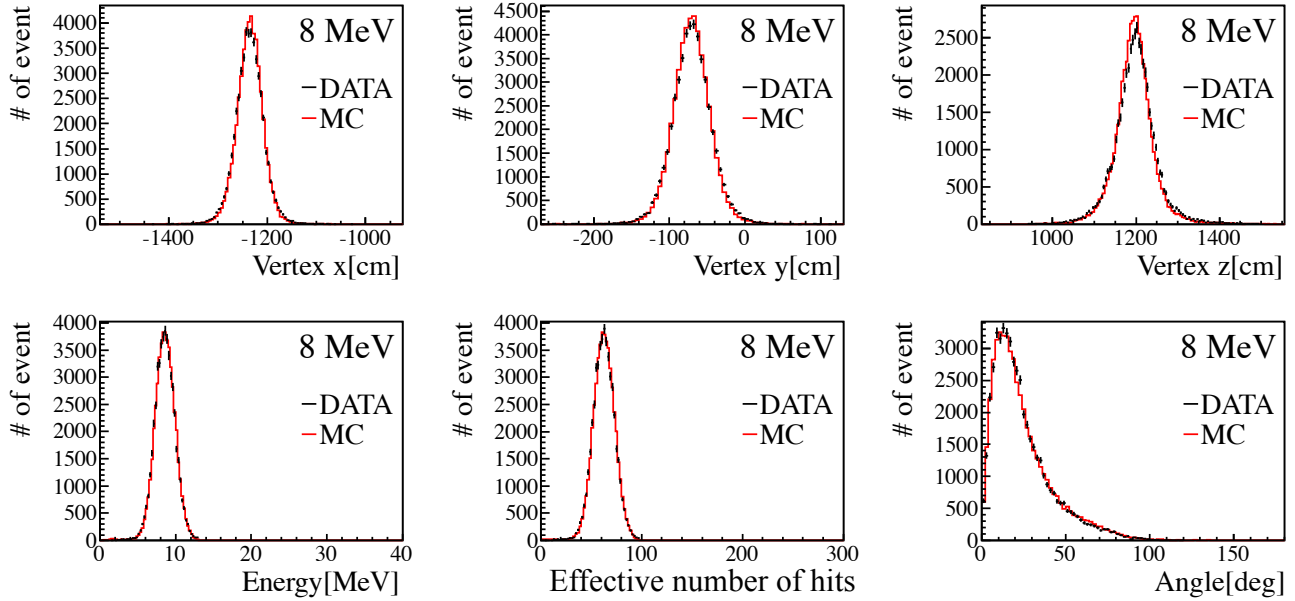 # of event
4000
3500
3000
2500
2000
1500
1000
500
0
8 MeV
DATA
MC
-1400
-1200
-1000
Vertex x[cm]
# of event
4500
4000
3500
3000
2500
2000
1500
1000
500
0
8 MeV
DATA
MC
-200
-100
0
100
Vertex y[cm]
# of event
2500
2000
1500
1000
500
0
8 MeV
DATA
MC
1000
1200
1400
Vertex z[cm]
# of event
4000
3500
3000
2500
2000
1500
1000
500
0
8 MeV
DATA
MC
0
10
20
30
40
Energy[MeV]
# of event
4000
3500
3000
2500
2000
1500
1000
500
0
8 MeV
DATA
MC
0
100
200
300
Effective number of hits
# of event
3000
2500
2000
1500
1000
500
0
8 MeV
DATA
MC
0
50
100
150
Angle[deg]